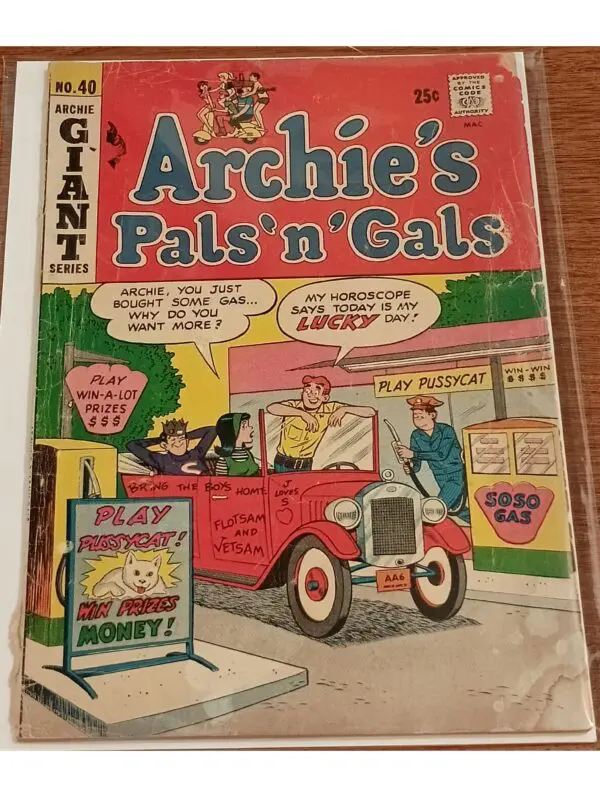 NO. 40
ARCHIE
GIANT
SERIES
25¢
APPROVED
BY THE
COMICS
CODE
AUTHORITY
MAC
Archie's
Pals 'n' Gals
ARCHIE, YOU JUST
BOUGHT SOME GAS...
WHY DO YOU
WANT MORE?
MY HOROSCOPE
SAYS TODAY IS MY
LUCKY DAY!
PLAY
WIN-A-LOT
PRIZES
$$$
PLAY PUSSYCAT
WIN-WIN
$$$$
SOSO
GAS
BRING THE BOYS HOME!
J
LOVES
S
FLOTSAM
AND
JETSAM
AA6
PLAY
PUSSYCAT!
WIN PRIZES
MONEY!